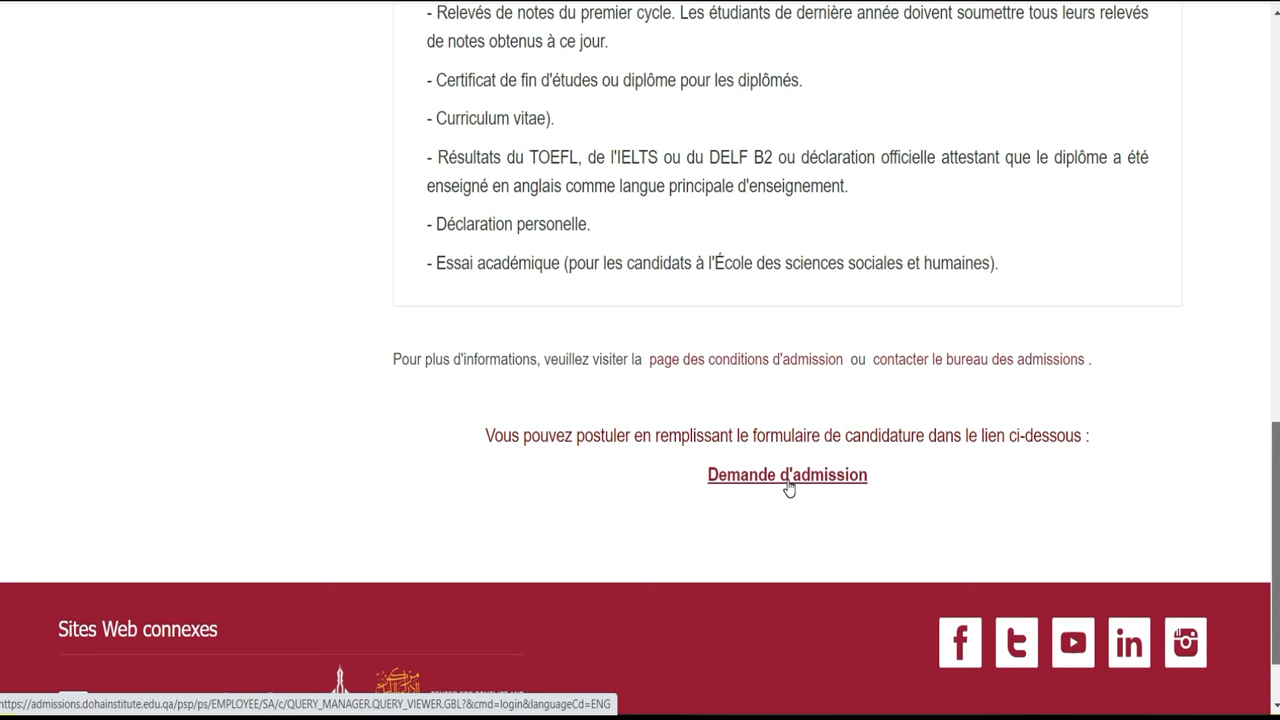 - Relevés de notes du premier cycle. Les étudiants de dernière année doivent soumettre tous leurs relevés
de notes obtenus à ce jour.
- Certificat de fin d'études ou diplôme pour les diplômés.
- Curriculum vitae).
- Résultats du TOEFL, de l'IELTS ou du DELF B2 ou déclaration officielle attestant que le diplôme a été
enseigné en anglais comme langue principale d'enseignement.
- Déclaration personelle.
- Essai académique (pour les candidats à l'École des sciences sociales et humaines).
Pour plus d'informations, veuillez visiter la page des conditions d'admission ou contacter le bureau des admissions .
Vous pouvez postuler en remplissant le formulaire de candidature dans le lien ci-dessous :
Demande d'admission
Sites Web connexes
https://admissions.dohainstitute.edu.qa/psp/ps/EMPLOYEE/SA/c/QUERY_MANAGER.QUERY_VIEWER.GBL?&cmd=login&languageCd=ENG